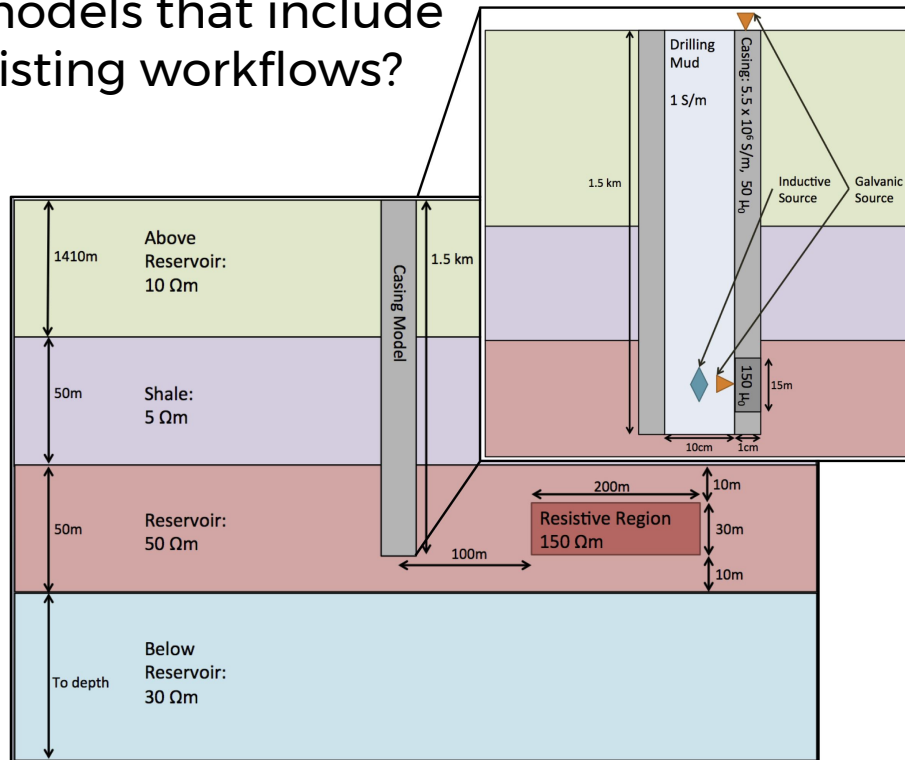 models that include
isting workflows?
Drilling
Mud
1 S/m
Casing: 5.5 x 10⁶ S/m, 50 μ₀
1.5 km
Inductive
Source
Galvanic
Source
150 μ₀
15m
10cm
1cm
1410m
Above
Reservoir:
10 Ωm
Casing Model
1.5 km
50m
Shale:
5 Ωm
50m
Reservoir:
50 Ωm
100m
200m
Resistive Region
150 Ωm
10m
30m
10m
To depth
Below
Reservoir:
30 Ωm